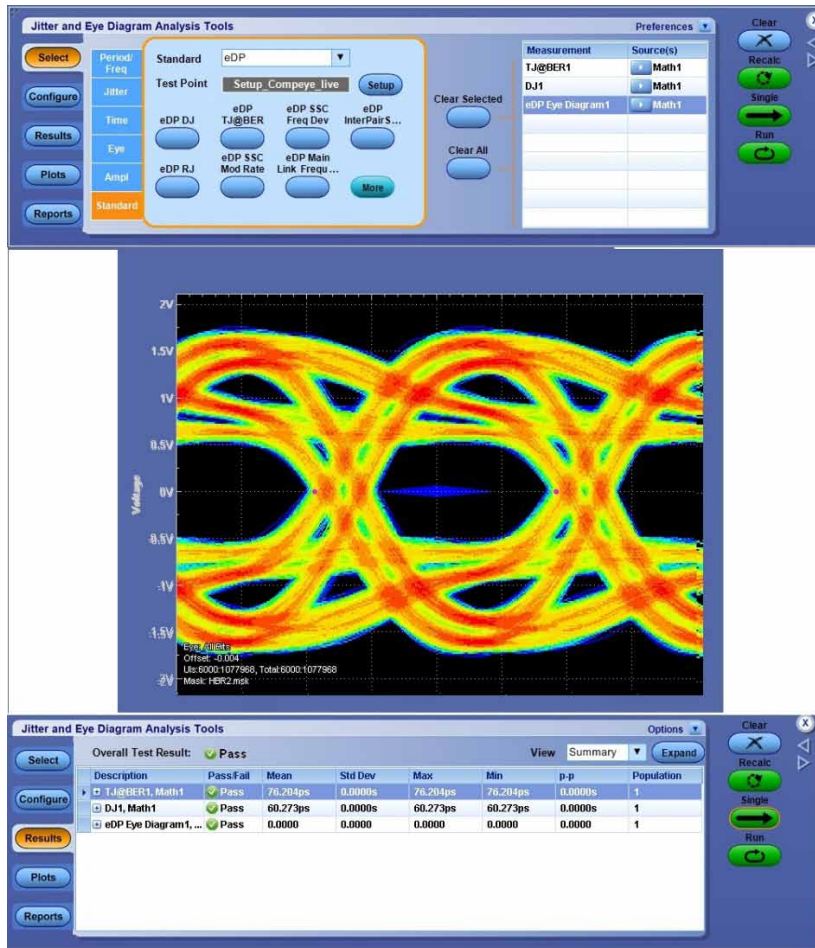 Jitter and Eye Diagram Analysis Tools
Preferences
Clear
X
Select
Configure
Results
Plots
Reports
Period/
Freq
Jitter
Time
Eye
Ampl
Standard
Standard
eDP
Test Point
Setup_Compeye_live
Setup
eDP DJ
eDP
TJ@BER
eDP SSC
Freq Dev
eDP
InterPairS...
eDP RJ
eDP SSC
Mod Rate
eDP Main
Link Frequ...
More
Clear Selected
Clear All
Measurement
Source(s)
TJ@BER1
Math1
DJ1
Math1
eDP Eye Diagram1
Math1
Recalc
Single
Run
2V
1.5V
1V
0.5V
0V
-0.5V
-1V
-1.5V
-2V
Voltage
Eye: All Bits
Offset: -0.004
UIs:6000:1077968, Total:6000:1077968
Mask: HBR2.msk
Jitter and Eye Diagram Analysis Tools
Options
Clear
X
Select
Configure
Results
Plots
Reports
Overall Test Result: Pass
View
Summary
Expand
Description Pass/Fail Mean Std Dev Max Min p-p Population
TJ@BER1, Math1 Pass 76.204ps 0.0000s 76.204ps 76.204ps 0.0000s 1
DJ1, Math1 Pass 60.273ps 0.0000s 60.273ps 60.273ps 0.0000s 1
eDP Eye Diagram1, ... Pass 0.0000 0.0000 0.0000 0.0000 0.0000 1
Recalc
Single
Run